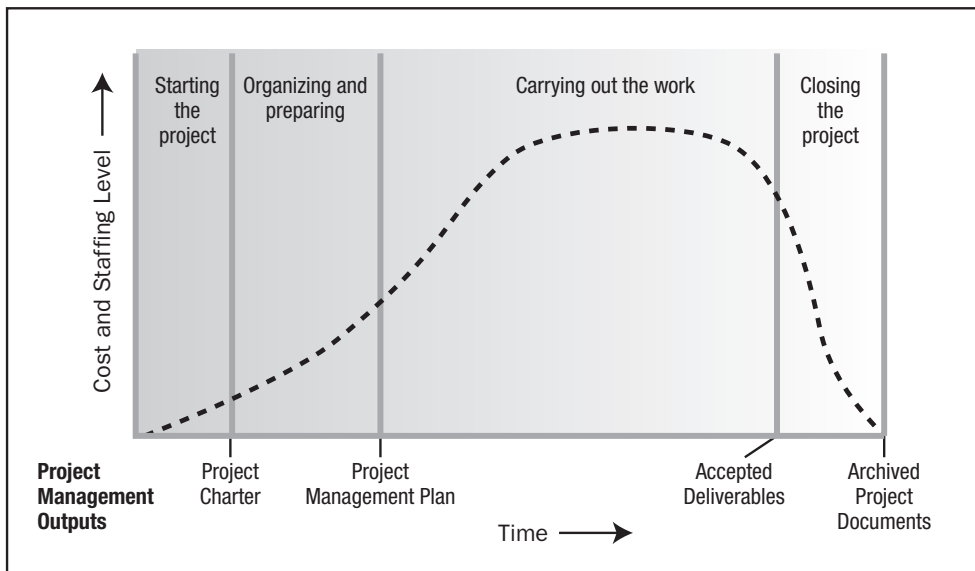 Starting
the
project
Organizing and
preparing
Carrying out the work
Closing
the
project
Cost and Staffing Level
Project
Management
Outputs
Project
Charter
Project
Management Plan
Accepted
Deliverables
Archived
Project
Documents
Time